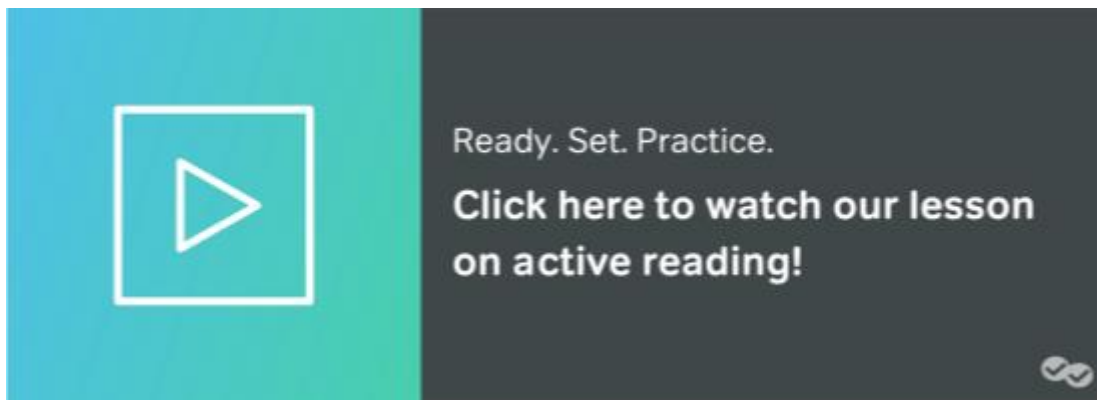 Ready. Set. Practice.
Click here to watch our lesson
on active reading!